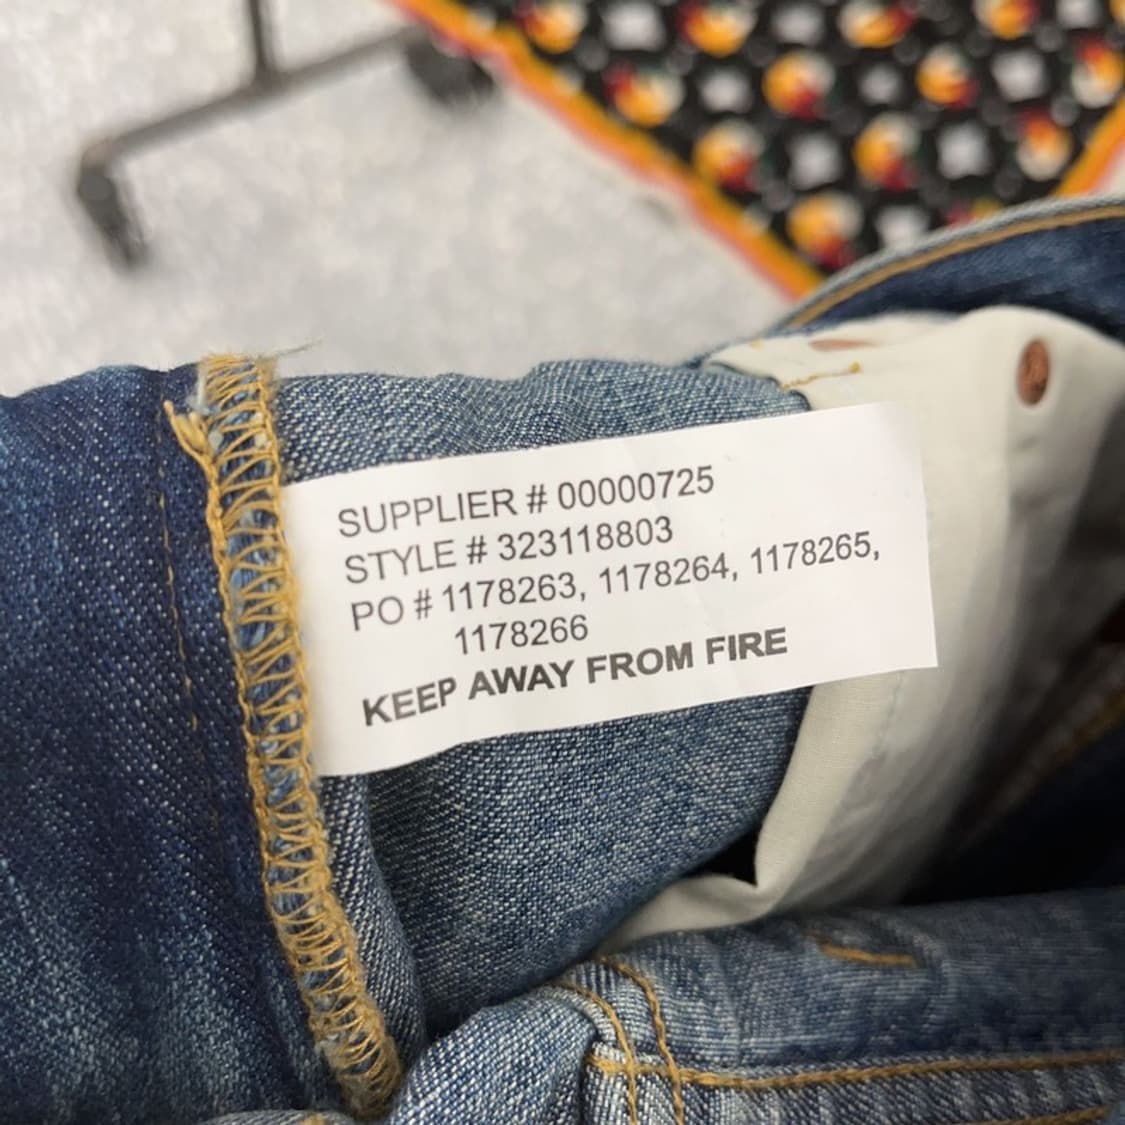 SUPPLIER # 00000725
STYLE # 323118803
PO # 1178263, 1178264, 1178265,
1178266
KEEP AWAY FROM FIRE